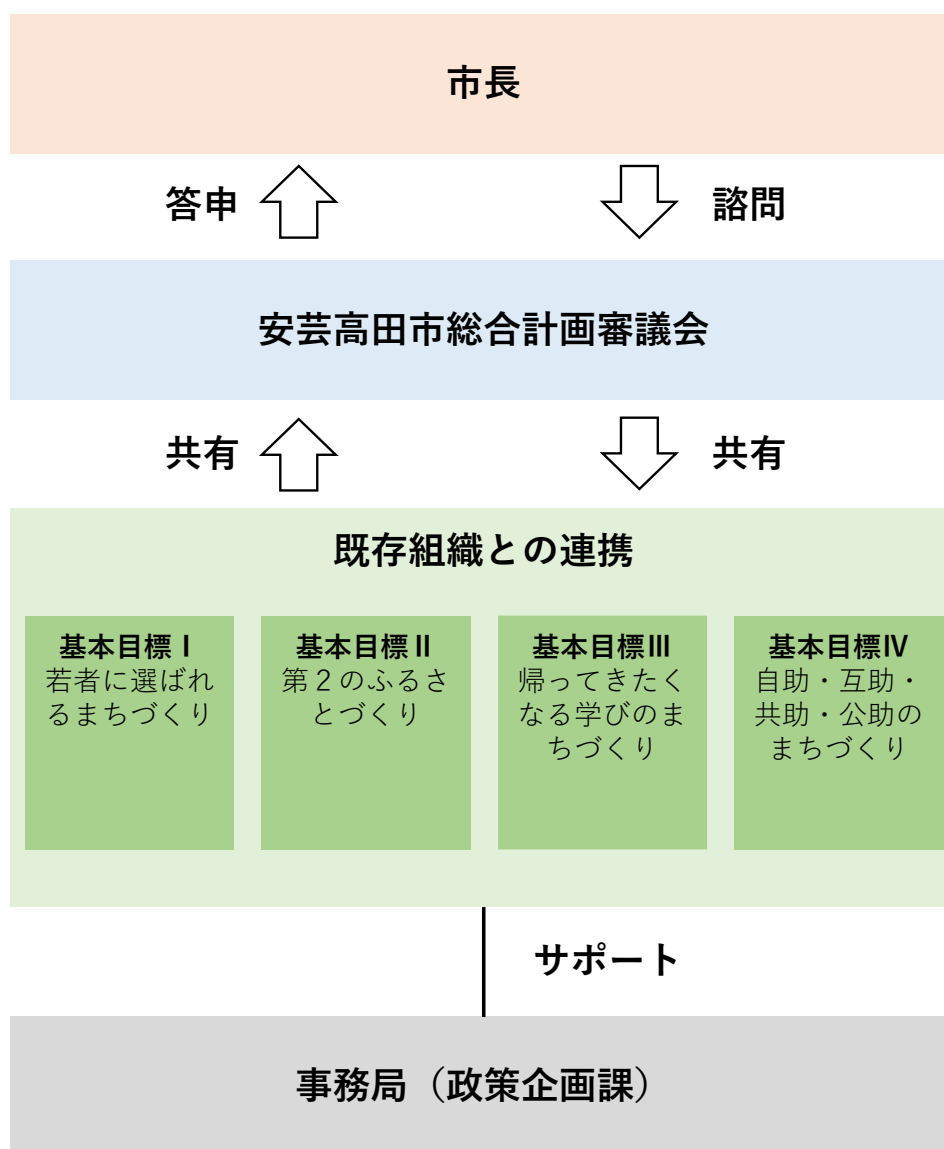 市長
答申
諮問
安芸高田市総合計画審議会
共有
共有
既存組織との連携
基本目標Ⅰ
若者に選ばれ
るまちづくり
基本目標Ⅱ
第２のふるさ
とづくり
基本目標Ⅲ
帰ってきたく
なる学びのま
ちづくり
基本目標Ⅳ
自助・互助・
共助・公助の
まちづくり
サポート
事務局（政策企画課）